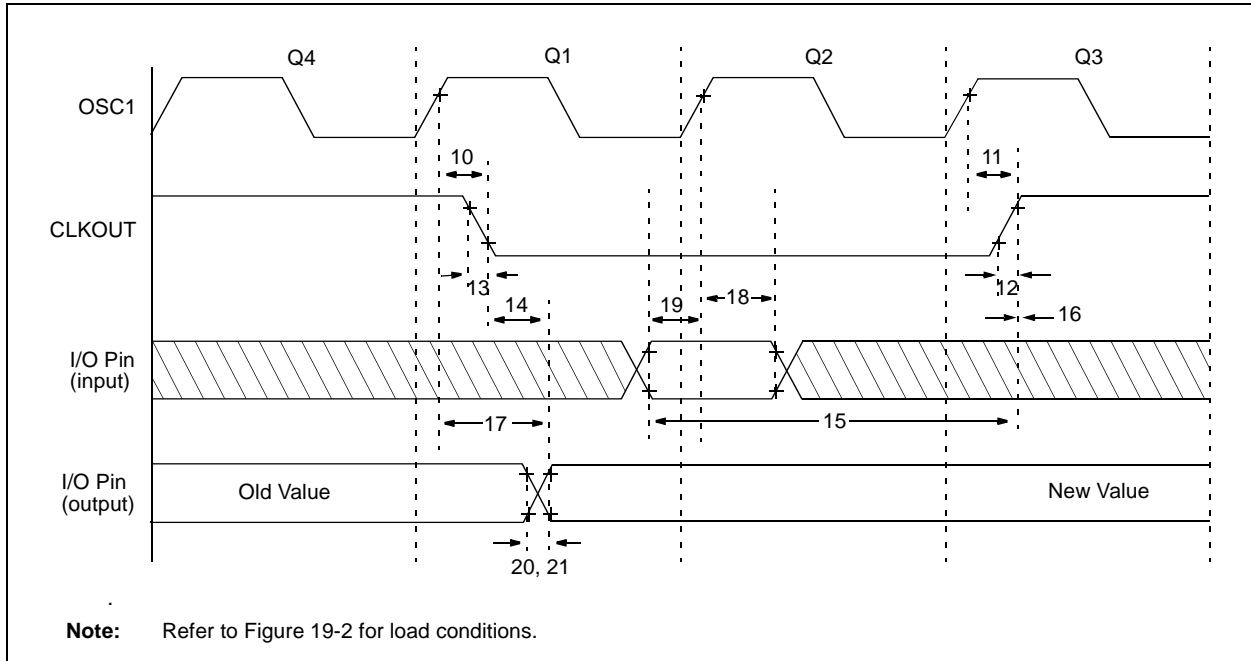 Q4 Q1 Q2 Q3
OSC1
10 11
CLKOUT
13 12
14 19 18 16
I/O Pin
(input)
17 15
I/O Pin
(output)
Old Value New Value
20, 21
.
Note: Refer to Figure 19-2 for load conditions.